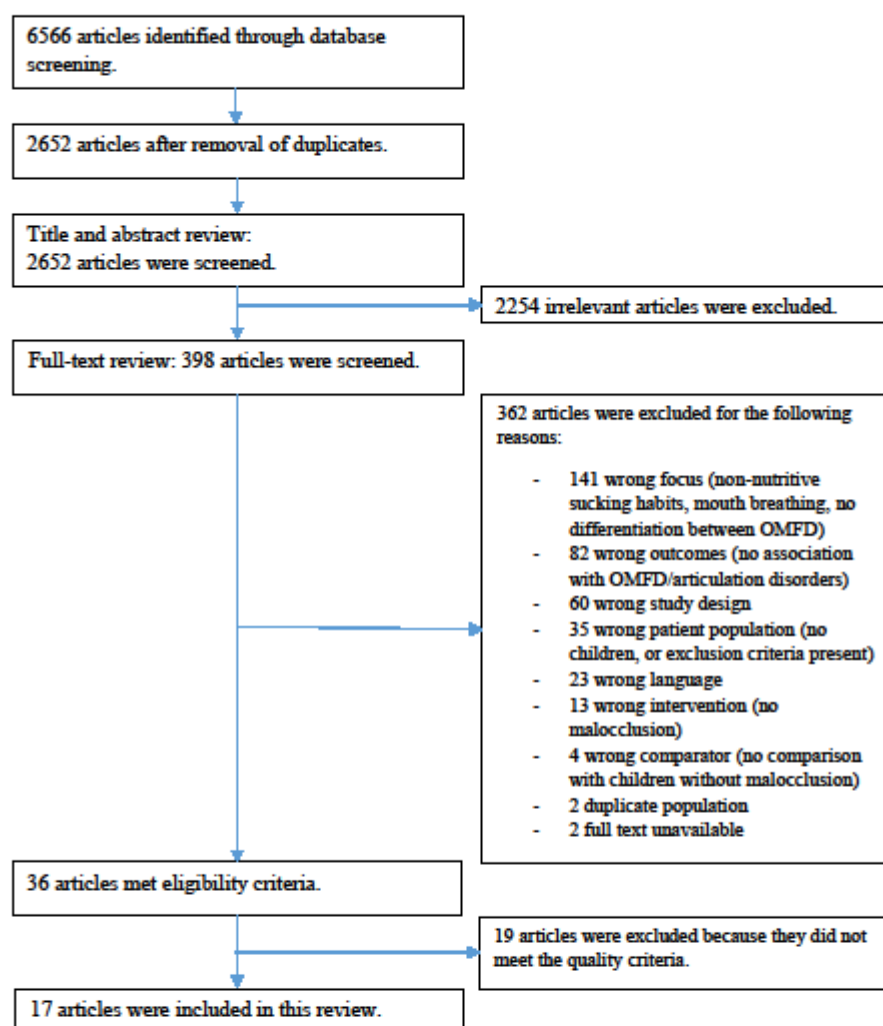 6566 articles identified through database
screening.
2652 articles after removal of duplicates.
Title and abstract review:
2652 articles were screened.
2254 irrelevant articles were excluded.
Full-text review: 398 articles were screened.
362 articles were excluded for the following
reasons:
- 141 wrong focus (non-nutritive
sucking habits, mouth breathing, no
differentiation between OMFD)
- 82 wrong outcomes (no association
with OMFD/articulation disorders)
- 60 wrong study design
- 35 wrong patient population (no
children, or exclusion criteria present)
- 23 wrong language
- 13 wrong intervention (no
malocclusion)
- 4 wrong comparator (no comparison
with children without malocclusion)
- 2 duplicate population
- 2 full text unavailable
36 articles met eligibility criteria.
19 articles were excluded because they did not
meet the quality criteria.
17 articles were included in this review.